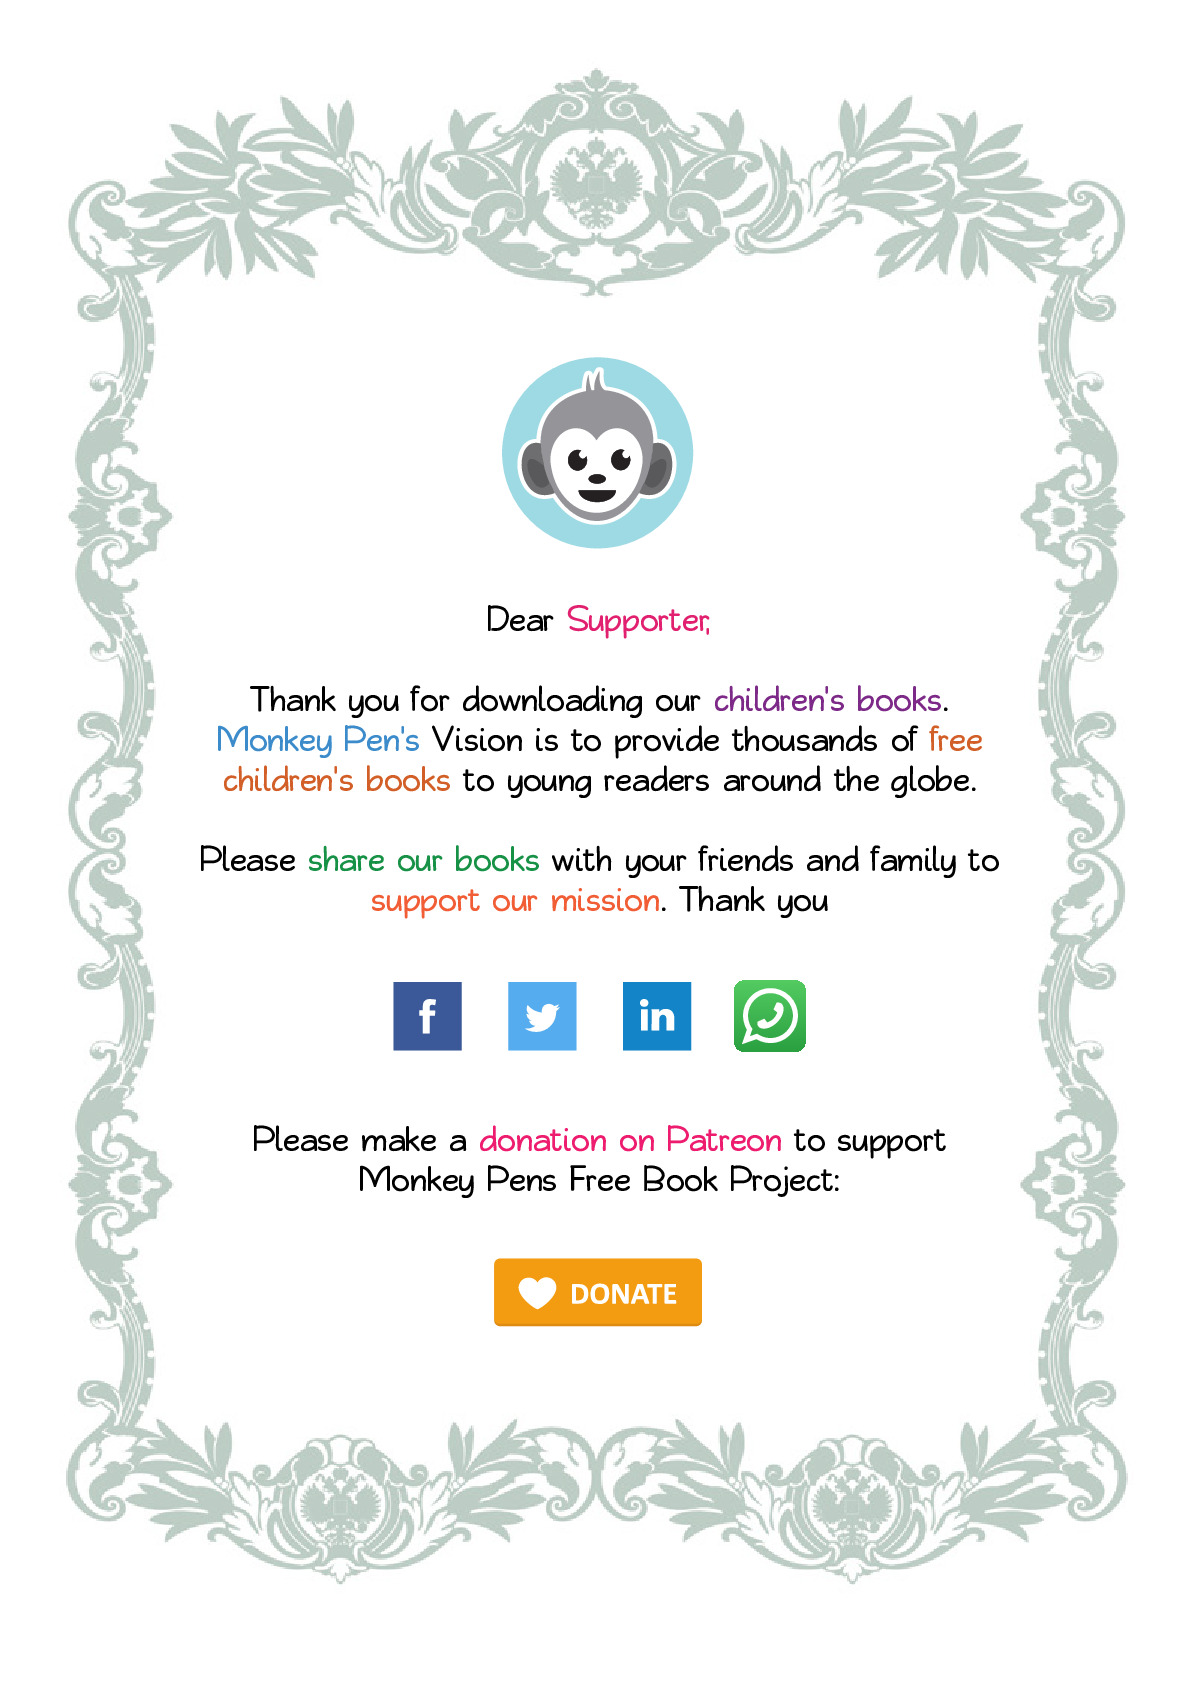 Dear Supporter,
Thank you for downloading our children's books.
Monkey Pen's Vision is to provide thousands of free
children's books to young readers around the globe.
Please share our books with your friends and family to
support our mission. Thank you
f
in
Please make a donation on Patreon to support
Monkey Pens Free Book Project:
DONATE